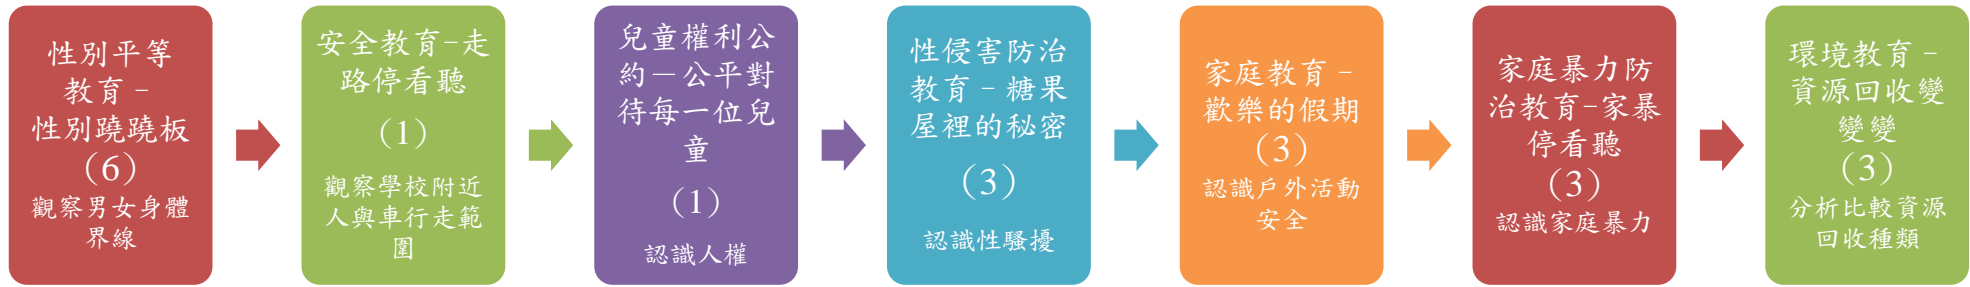 性別平等
教育–
性別蹺蹺板
(6)
觀察男女身體
界線
安全教育-走
路停看聽
(1)
觀察學校附近
人與車行走範
圍
兒童權利公
約－公平對
待每一位兒
童
(1)
認識人權
性侵害防治
教育–糖果
屋裡的秘密
(3)
認識性騷擾
家庭教育–
歡樂的假期
(3)
認識戶外活動
安全
家庭暴力防
治教育-家暴
停看聽
(3)
認識家庭暴力
環境教育–
資源回收變
變變
(3)
分析比較資源
回收種類